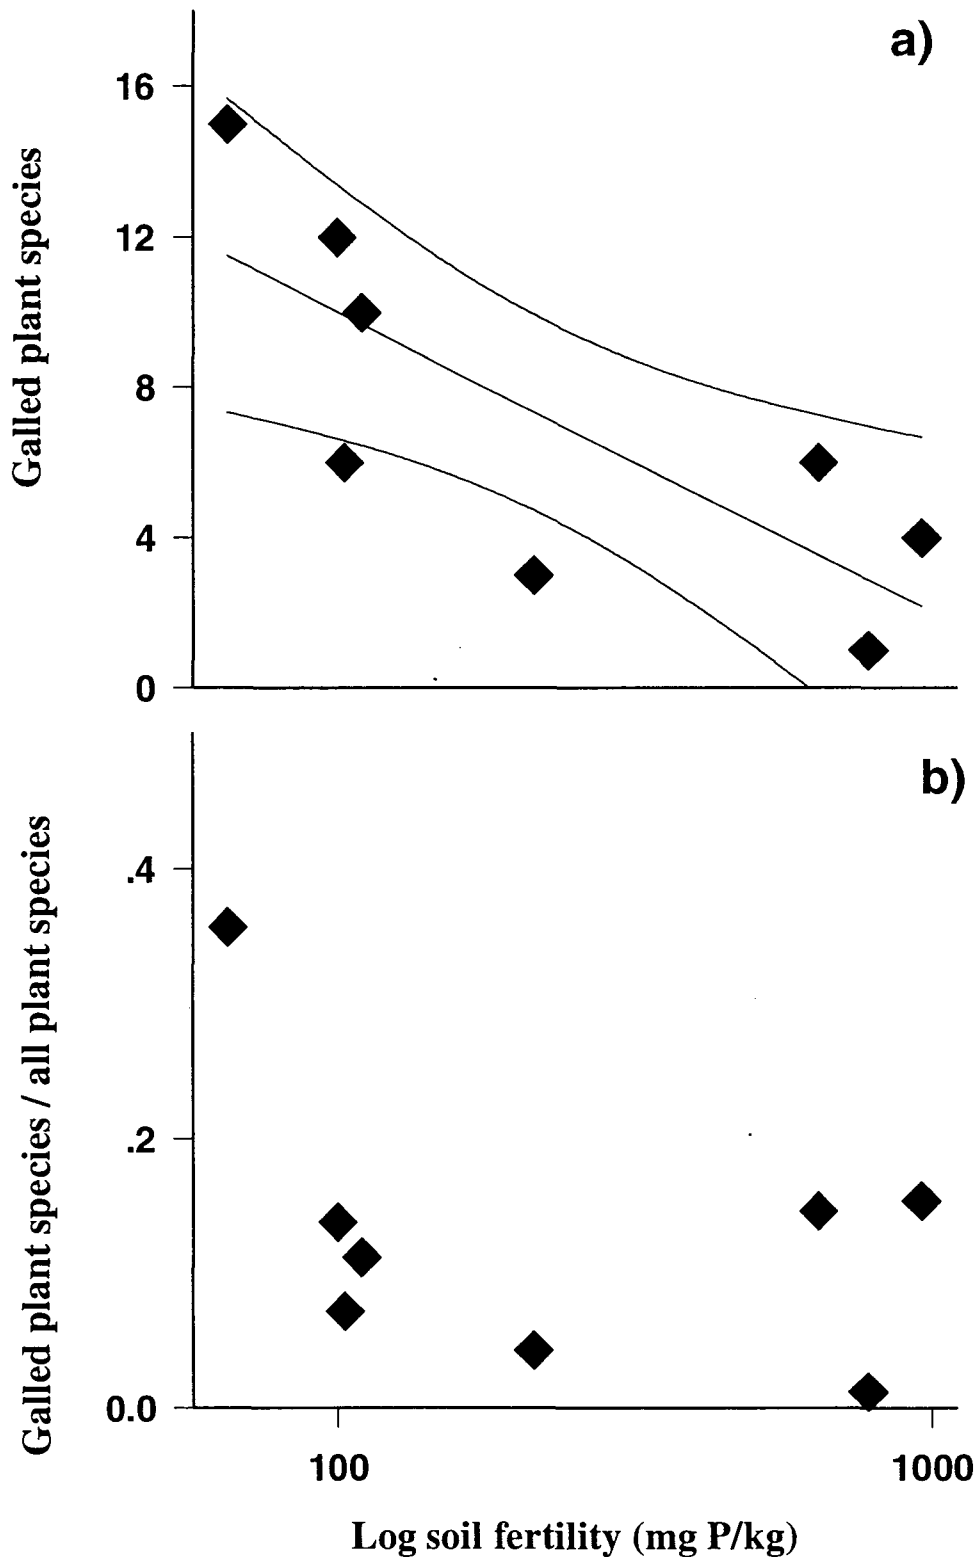 a)
16
12
8
4
0
Galled plant species
b)
.4
.2
0.0
Galled plant species / all plant species
100
1000
Log soil fertility (mg P/kg)